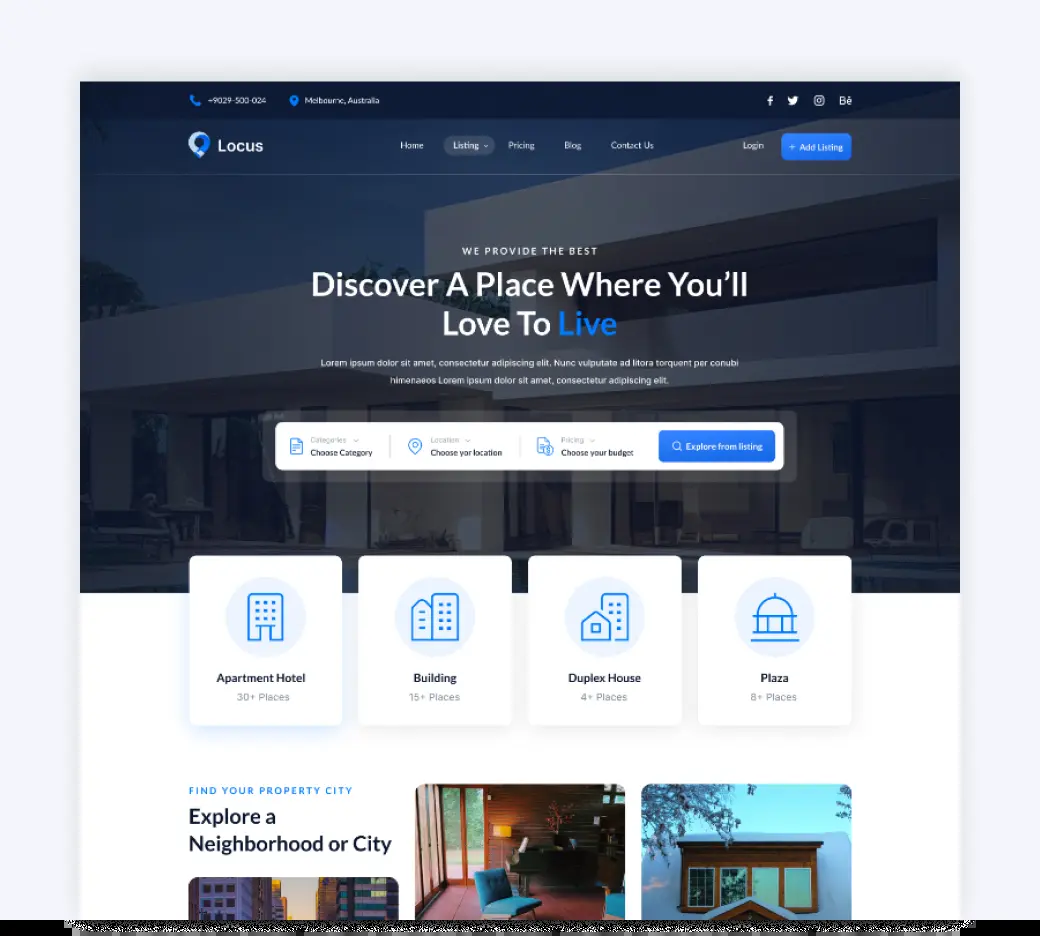 +9029-500-024 Melbourne, Australia Bē
Locus Home Listing Pricing Blog Contact Us Login + Add Listing
WE PROVIDE THE BEST
Discover A Place Where You'll
Love To Live
Lorem ipsum dolor sit amet, consectetur adipiscing elit. Nunc vulputate ad litora torquent per conubi
himenaeos Lorem ipsum dolor sit amet, consectetur adipiscing elit.
Categories Location Pricing
Choose Category Choose yor location Choose your budget Explore from listing
Apartment Hotel Building Duplex House Plaza
30+ Places 15+ Places 4+ Places 8+ Places
FIND YOUR PROPERTY CITY
Explore a
Neighborhood or City